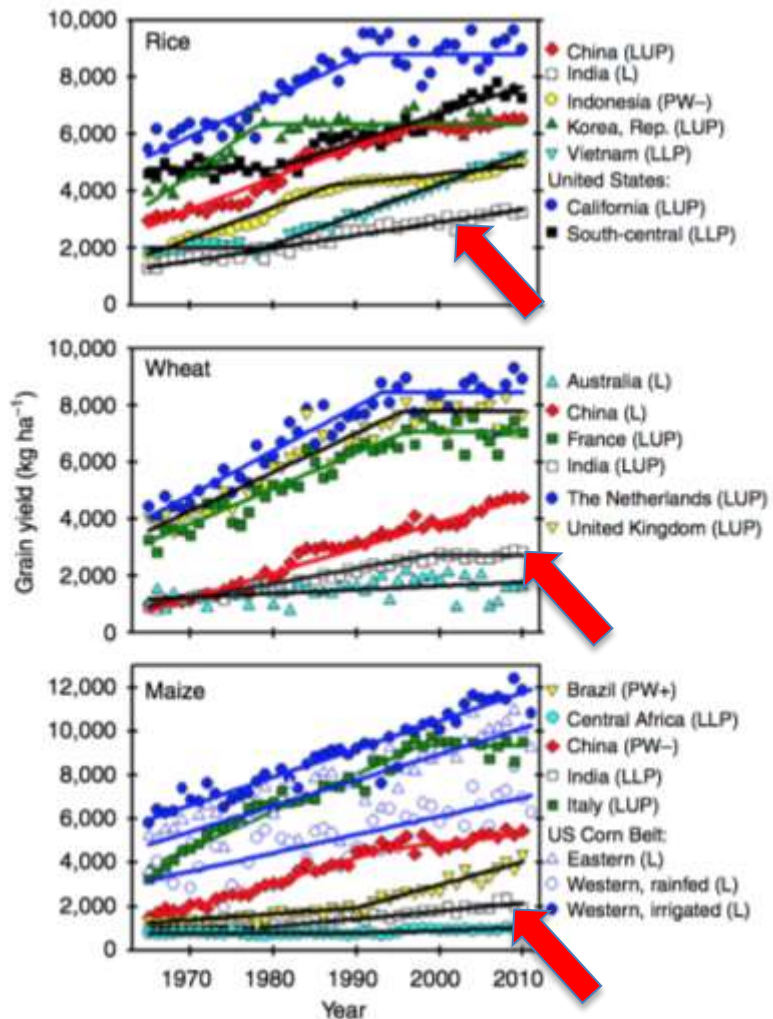 Grain yield (kg ha⁻¹)
Rice
10,000
8,000
6,000
4,000
2,000
0
China (LUP)
India (L)
Indonesia (PW–)
Korea, Rep. (LUP)
Vietnam (LLP)
United States:
California (LUP)
South-central (LLP)
Wheat
10,000
8,000
6,000
4,000
2,000
0
Australia (L)
China (L)
France (LUP)
India (LUP)
The Netherlands (LUP)
United Kingdom (LUP)
Maize
12,000
10,000
8,000
6,000
4,000
2,000
0
Brazil (PW+)
Central Africa (LLP)
China (PW–)
India (LLP)
Italy (LUP)
US Corn Belt:
Eastern (L)
Western, rainfed (L)
Western, irrigated (L)
1970 1980 1990 2000 2010
Year